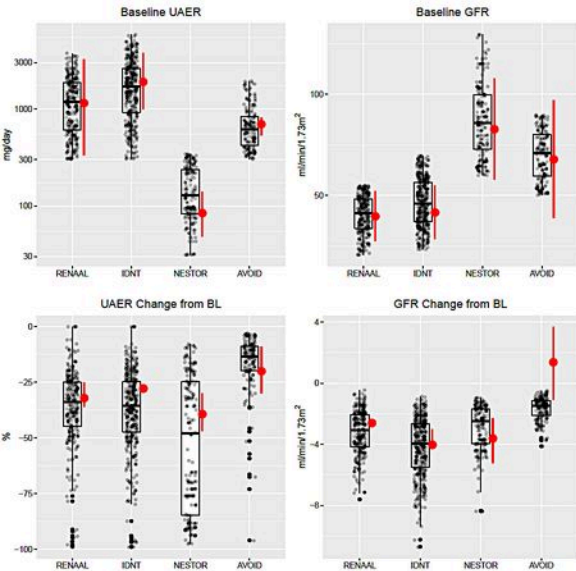 Baseline UAER
mg/day
3000
1000
300
100
30
RENAAL IDNT NESTOR AVOID
Baseline GFR
ml/min/1.73m²
100
50
RENAAL IDNT NESTOR AVOID
UAER Change from BL
%
0
−25
−50
−75
−100
RENAAL IDNT NESTOR AVOID
GFR Change from BL
ml/min/1.73m²
4
0
−4
−8
RENAAL IDNT NESTOR AVOID